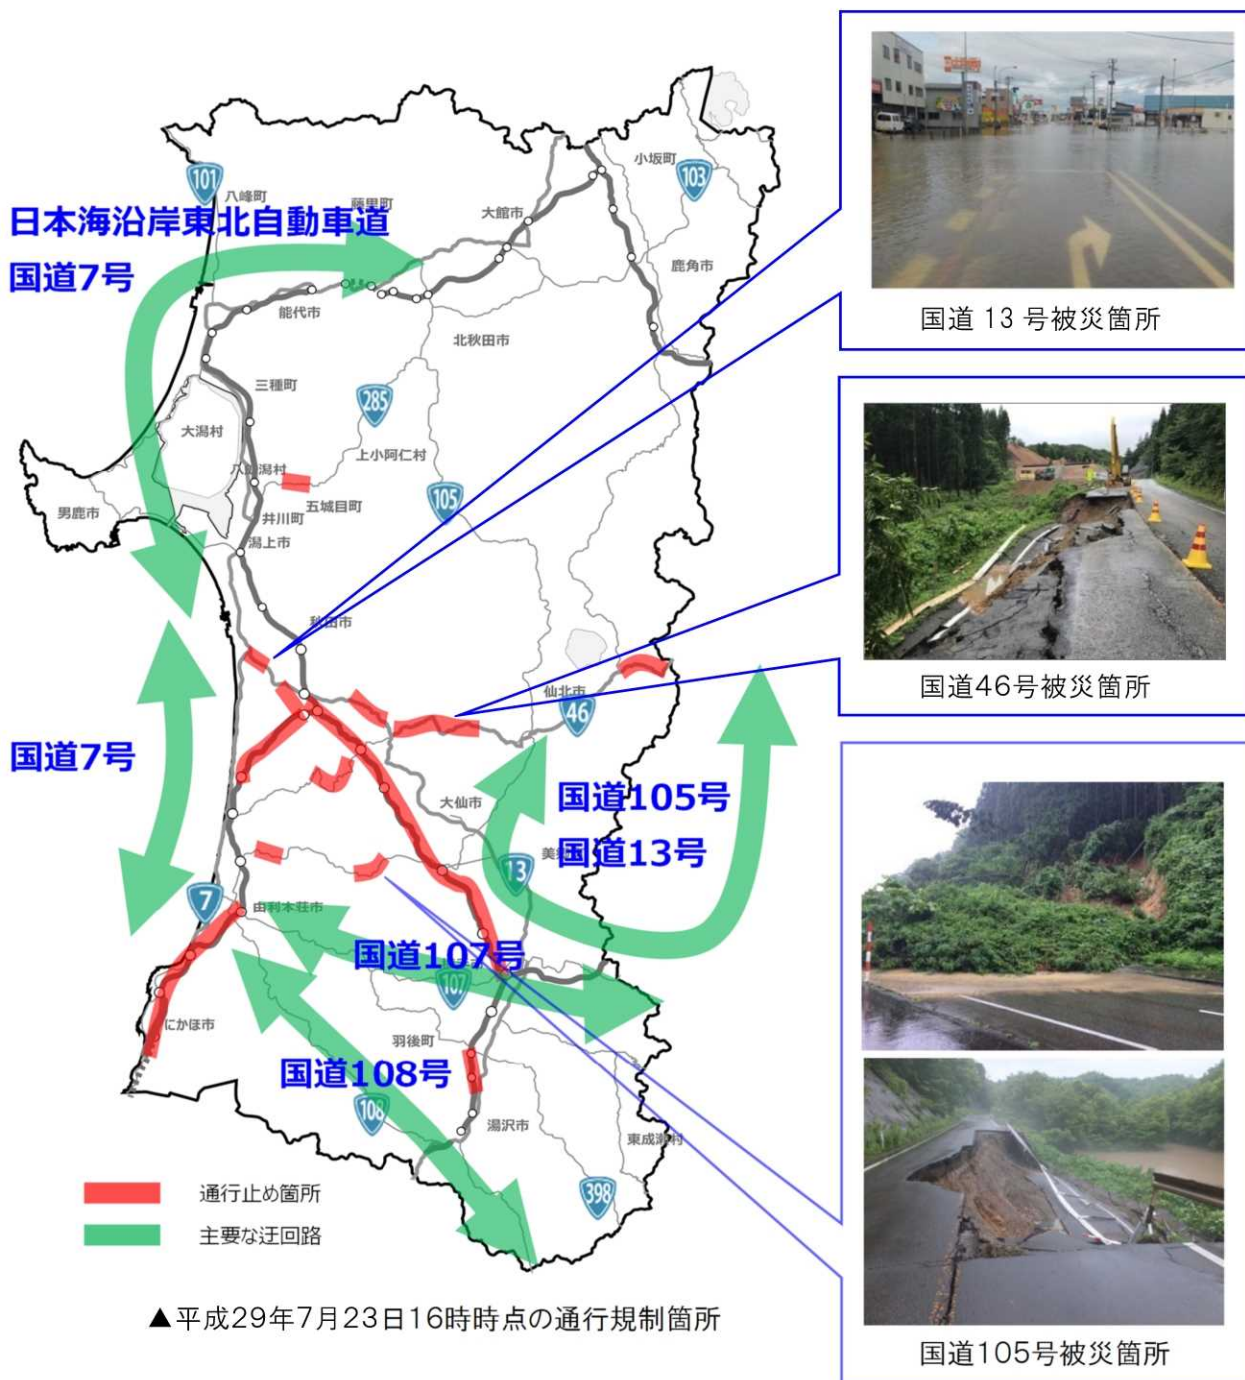 日本海沿岸東北自動車道
国道7号
101
八峰町
藤里町
大館市
小坂町
103
鹿角市
能代市
北秋田市
三種町
285
大潟村
上小阿仁村
八郎潟村
五城目町
105
男鹿市
井川町
潟上市
秋田市
仙北市
46
国道7号
国道105号
国道13号
大仙市
13
7
由利本荘市
国道107号
107
にかほ市
羽後町
国道108号
108
湯沢市
東成瀬村
398
通行止め箇所
主要な迂回路
▲平成29年7月23日16時時点の通行規制箇所
国道 13 号被災箇所
国道46号被災箇所
国道105号被災箇所